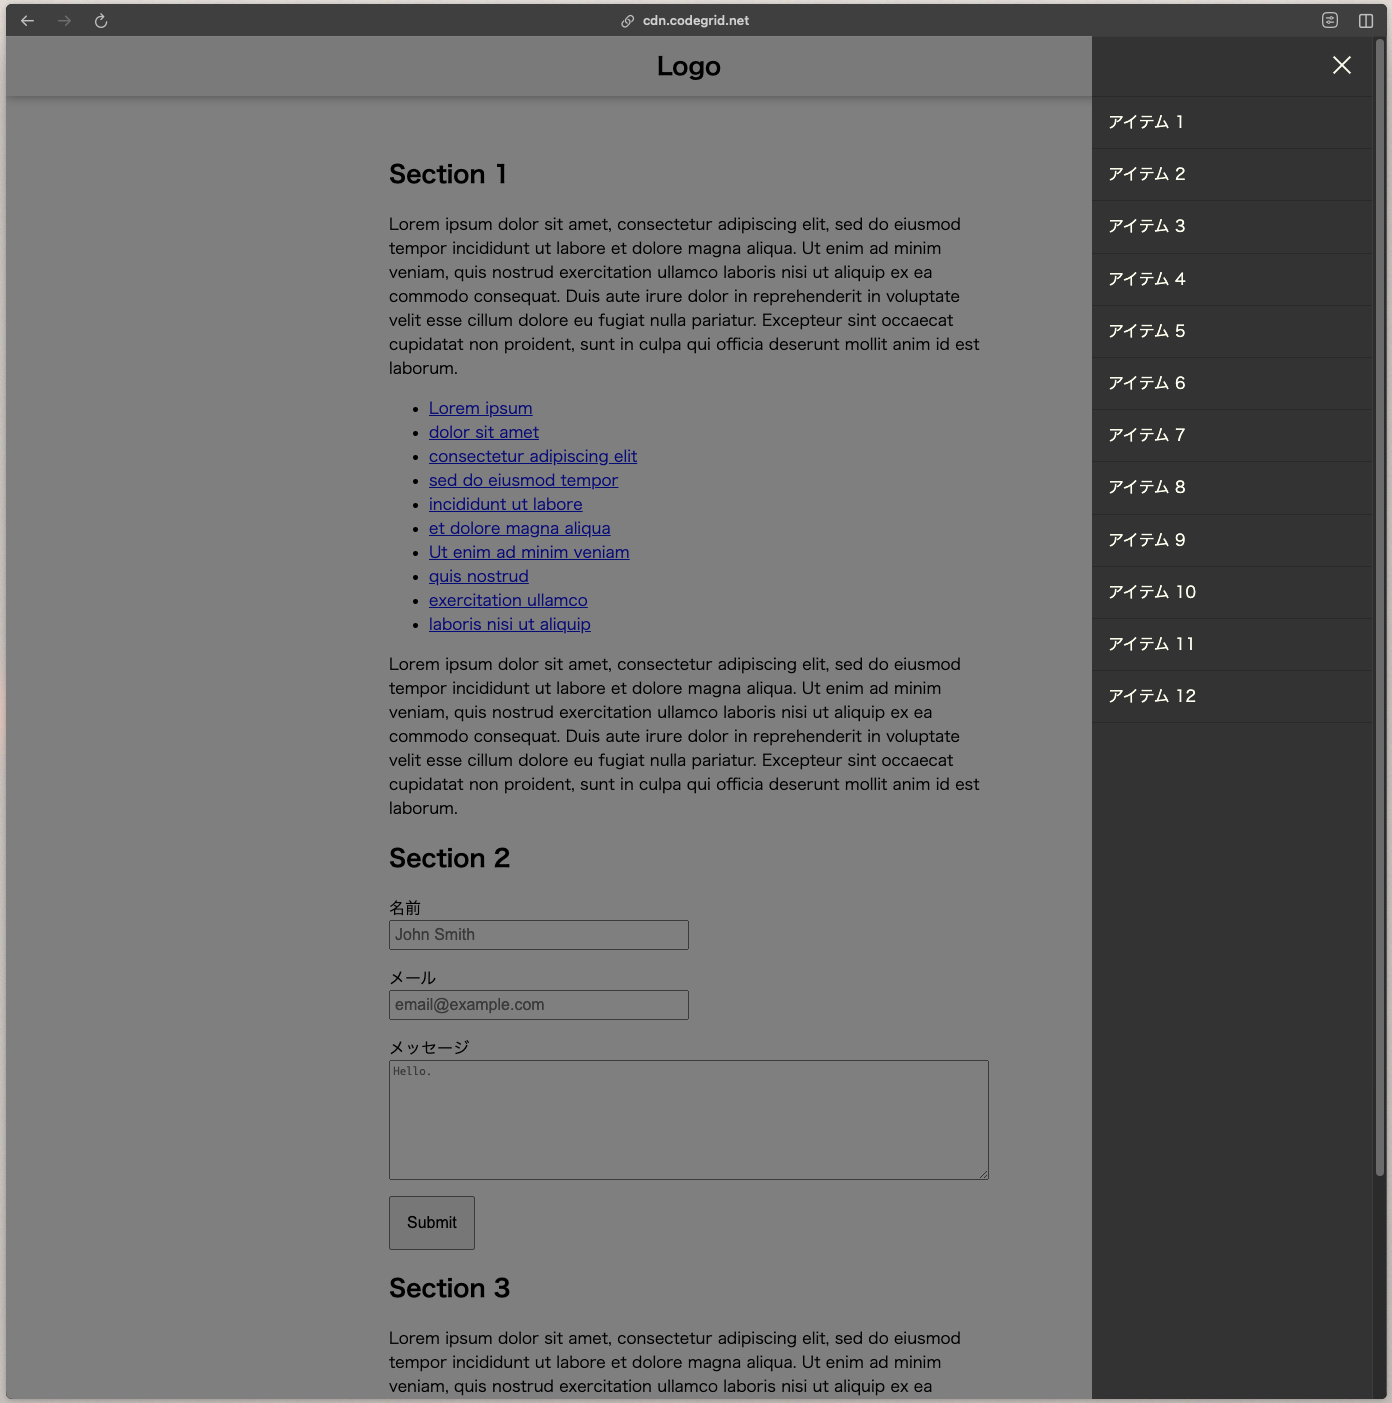 cdn.codegrid.net
Logo
Section 1
Lorem ipsum dolor sit amet, consectetur adipiscing elit, sed do eiusmod
tempor incididunt ut labore et dolore magna aliqua. Ut enim ad minim
veniam, quis nostrud exercitation ullamco laboris nisi ut aliquip ex ea
commodo consequat. Duis aute irure dolor in reprehenderit in voluptate
velit esse cillum dolore eu fugiat nulla pariatur. Excepteur sint occaecat
cupidatat non proident, sunt in culpa qui officia deserunt mollit anim id est
laborum.
Lorem ipsum
dolor sit amet
consectetur adipiscing elit
sed do eiusmod tempor
incididunt ut labore
et dolore magna aliqua
Ut enim ad minim veniam
quis nostrud
exercitation ullamco
laboris nisi ut aliquip
Lorem ipsum dolor sit amet, consectetur adipiscing elit, sed do eiusmod
tempor incididunt ut labore et dolore magna aliqua. Ut enim ad minim
veniam, quis nostrud exercitation ullamco laboris nisi ut aliquip ex ea
commodo consequat. Duis aute irure dolor in reprehenderit in voluptate
velit esse cillum dolore eu fugiat nulla pariatur. Excepteur sint occaecat
cupidatat non proident, sunt in culpa qui officia deserunt mollit anim id est
laborum.
Section 2
名前
John Smith
メール
email@example.com
メッセージ
Hello.
Submit
Section 3
Lorem ipsum dolor sit amet, consectetur adipiscing elit, sed do eiusmod
tempor incididunt ut labore et dolore magna aliqua. Ut enim ad minim
veniam, quis nostrud exercitation ullamco laboris nisi ut aliquip ex ea
アイテム 1
アイテム 2
アイテム 3
アイテム 4
アイテム 5
アイテム 6
アイテム 7
アイテム 8
アイテム 9
アイテム 10
アイテム 11
アイテム 12